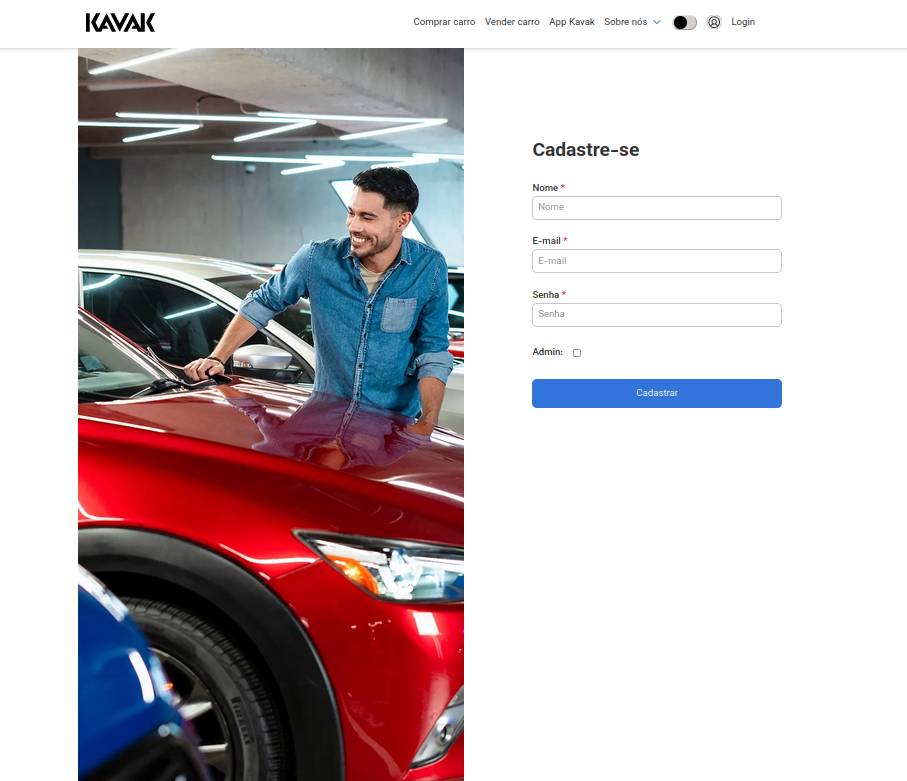 KAVAK
Comprar carro Vender carro App Kavak Sobre nós Login
Cadastre-se
Nome *
Nome
E-mail *
E-mail
Senha *
Senha
Admin:
Cadastrar
PIRELLI